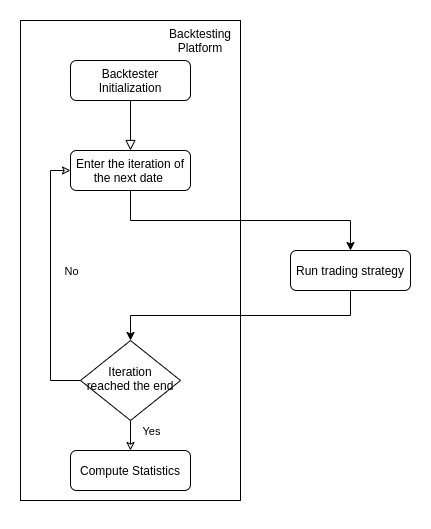 Backtesting
Platform
Backtester
Initialization
Enter the iteration of
the next date
No
Run trading strategy
Iteration
reached the end
Yes
Compute Statistics